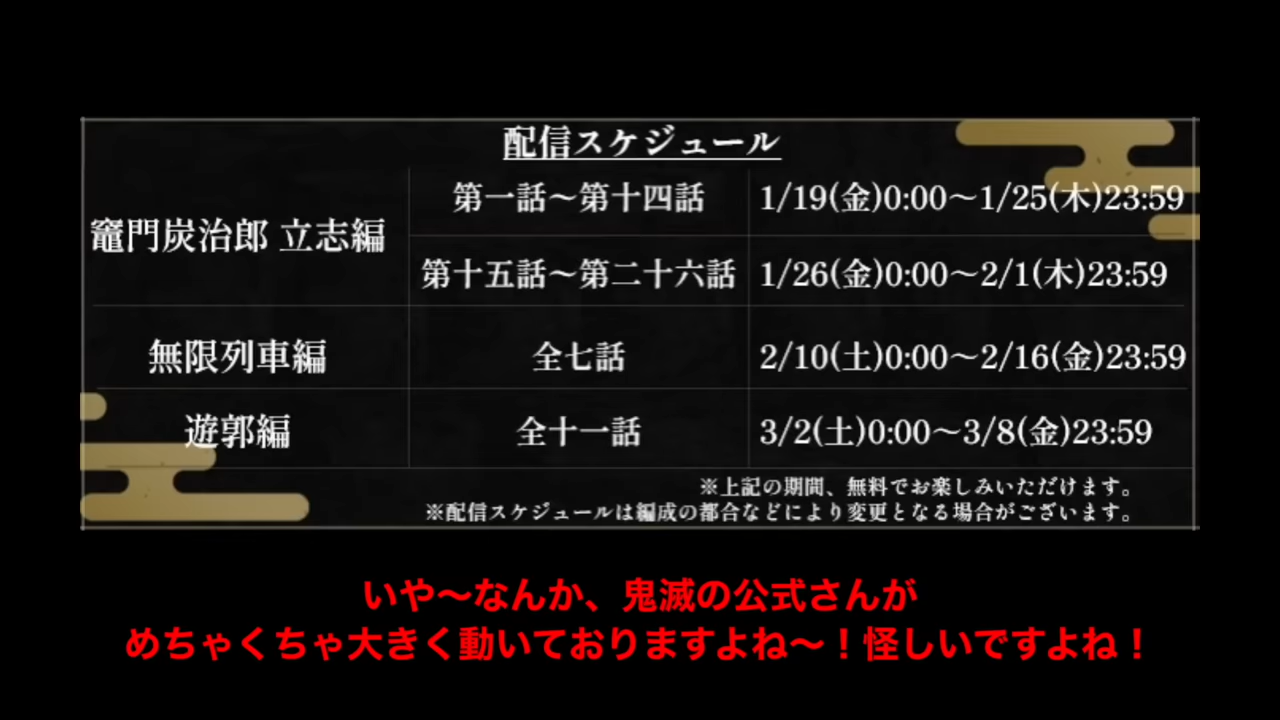 配信スケジュール
竈門炭治郎 立志編
第一話〜第十四話
1/19(金)0:00〜1/25(木)23:59
第十五話〜第二十六話
1/26(金)0:00〜2/1(木)23:59
無限列車編
全七話
2/10(土)0:00〜2/16(金)23:59
遊郭編
全十一話
3/2(土)0:00〜3/8(金)23:59
※上記の期間、無料でお楽しみいただけます。
※配信スケジュールは編成の都合などにより変更となる場合がございます。
いや〜なんか、鬼滅の公式さんが
めちゃくちゃ大きく動いておりますよね〜！怪しいですよね！